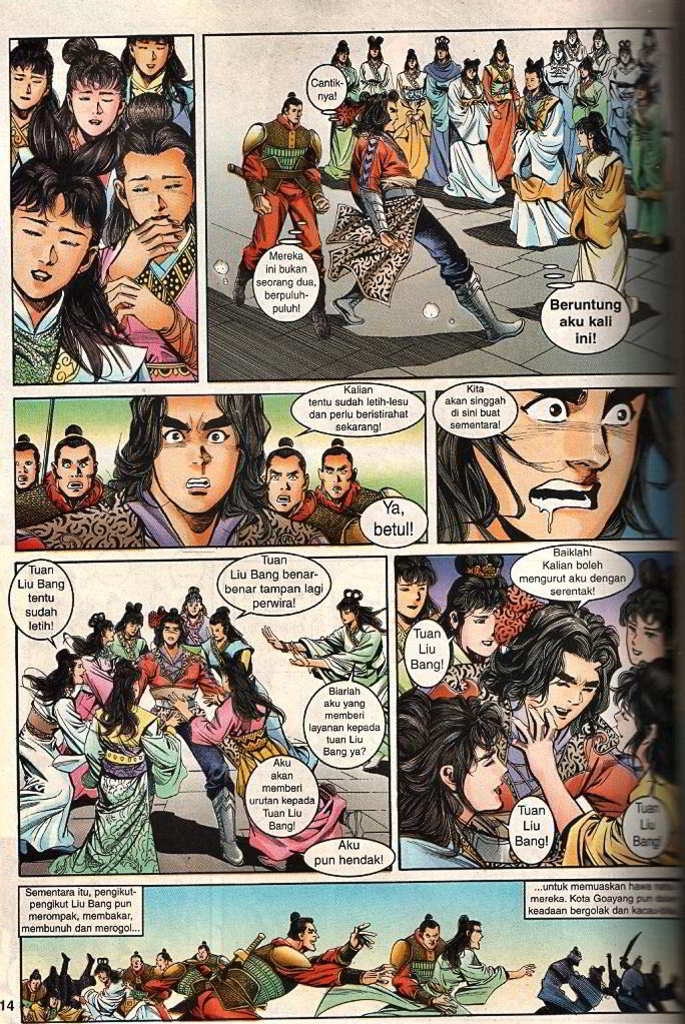 Cantik-
nya!
Mereka
ini bukan
seorang dua,
berpuluh-
puluh!
Beruntung
aku kali
ini!
Kalian
tentu sudah letih-lesu
dan perlu beristirahat
sekarang!
Ya,
betul!
Kita
akan singgah
di sini buat
sementara!
Tuan
Liu Bang
tentu
sudah
letih!
Tuan
Liu Bang benar-
benar tampan lagi
perwira!
Biarlah
aku yang
memberi
layanan kepada
tuan Liu
Bang ya?
Aku
akan
memberi
urutan kepada
Tuan Liu
Bang!
Aku
pun hendak!
Baiklah!
Kalian boleh
mengurut aku dengan
serentak!
Tuan
Liu
Bang!
Tuan
Liu
Bang!
Tuan
Liu
Bang!
Sementara itu, pengikut-
pengikut Liu Bang pun
merompak, membakar,
membunuh dan merogol...
...untuk memuaskan hawa
mereka. Kota Goayang pun
keadaan bergolak dan
14